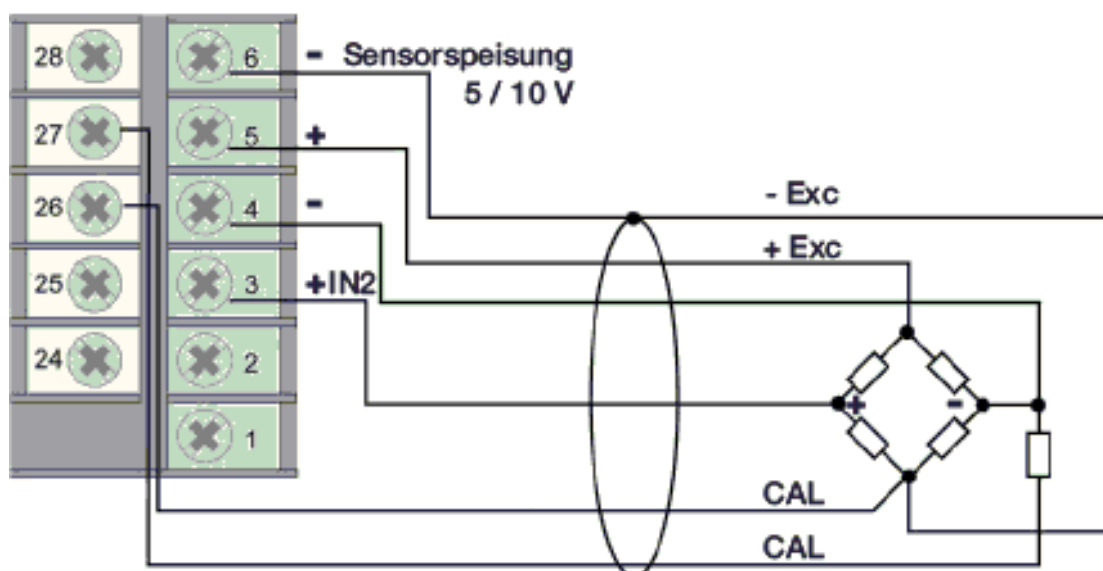 28
6
- Sensorspeisung
5 / 10 V
27
5
+
26
4
-
- Exc
+ Exc
25
3
+IN2
24
2
+
-
1
CAL
CAL